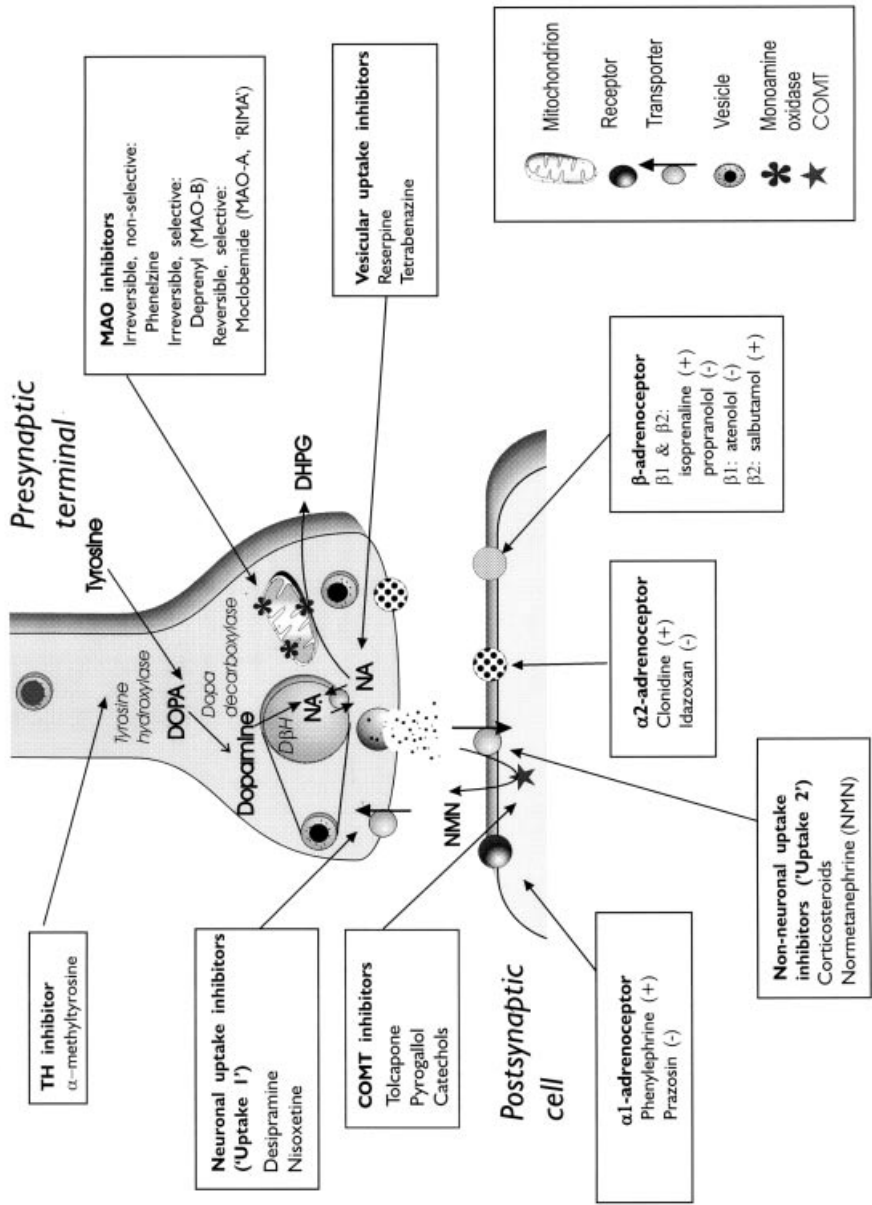 Presynaptic
terminal
Tyrosine
TH inhibitor
α–methyltyrosine
Tyrosine
hydroxylase
DOPA
Dopa
decarboxylase
Dopamine
DβH
NA
NA
DHPG
MAO inhibitors
Irreversible, non-selective:
Phenelzine
Irreversible, selective:
Deprenyl (MAO-B)
Reversible, selective:
Moclobemide (MAO-A, ‘RIMA’)
Neuronal uptake inhibitors
(‘Uptake 1’)
Desipramine
Nisoxetine
Vesicular uptake inhibitors
Reserpine
Tetrabenazine
COMT inhibitors
Tolcapone
Pyrogallol
Catechols
NMN
Postsynaptic
cell
α1-adrenoceptor
Phenylephrine (+)
Prazosin (-)
Non-neuronal uptake
inhibitors (‘Uptake 2’)
Corticosteroids
Normetanephrine (NMN)
α2-adrenoceptor
Clonidine (+)
Idazoxan (-)
β-adrenoceptor
β1 & β2:
isoprenaline (+)
propranolol (-)
β1: atenolol (-)
β2: salbutamol (+)
Mitochondrion
Receptor
Transporter
Vesicle
Monoamine
oxidase
COMT